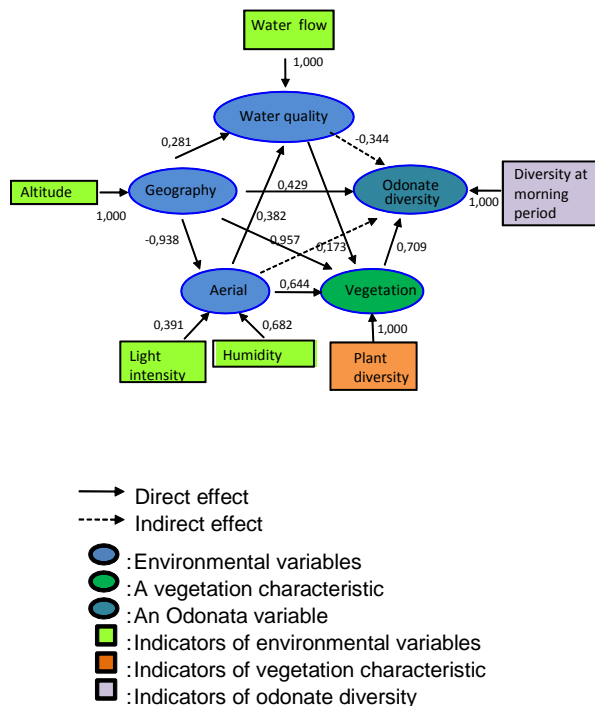 Water flow
1,000
Water quality
0,281
-0,344
Altitude
1,000
Geography
0,429
Odonate
diversity
1,000
Diversity at
morning
period
0,382
0,957
0,173
0,709
-0,938
Aerial
0,644
Vegetation
0,391
0,682
1,000
Light
intensity
Humidity
Plant
diversity
Direct effect
Indirect effect
:Environmental variables
:A vegetation characteristic
:An Odonata variable
:Indicators of environmental variables
:Indicators of vegetation characteristic
:Indicators of odonate diversity